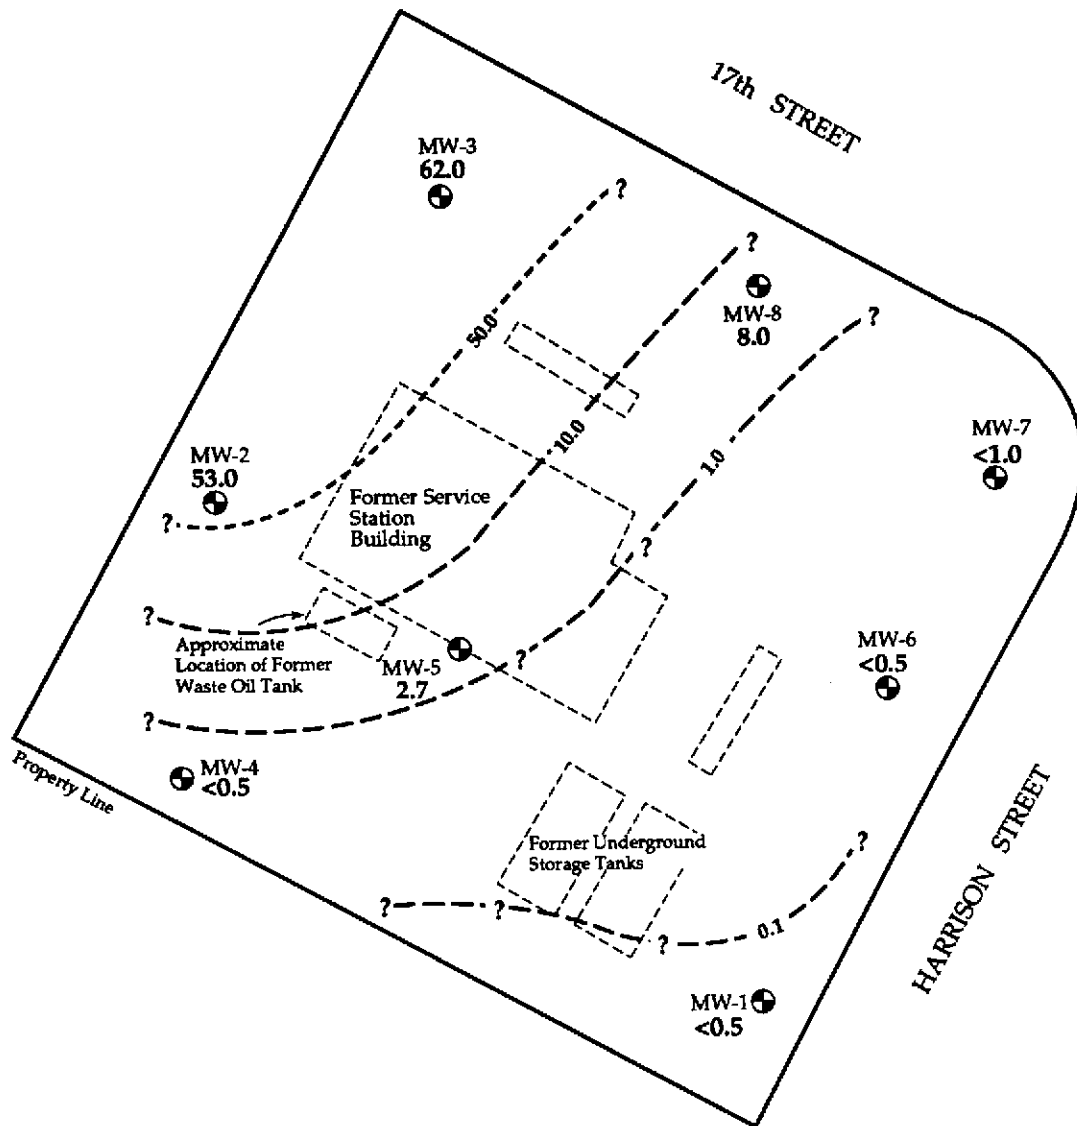 17th STREET
MW-3
62.0
?
?
MW-8
8.0
?
50.0
10.0
1.0
MW-7
<1.0
MW-2
53.0
?
Former Service
Station
Building
?
?
Approximate
Location of Former
Waste Oil Tank
MW-5
2.7
?
MW-6
<0.5
?
MW-4
<0.5
Property Line
Former Underground
Storage Tanks
?
?
?
?
0.1
MW-1
<0.5
HARRISON STREET